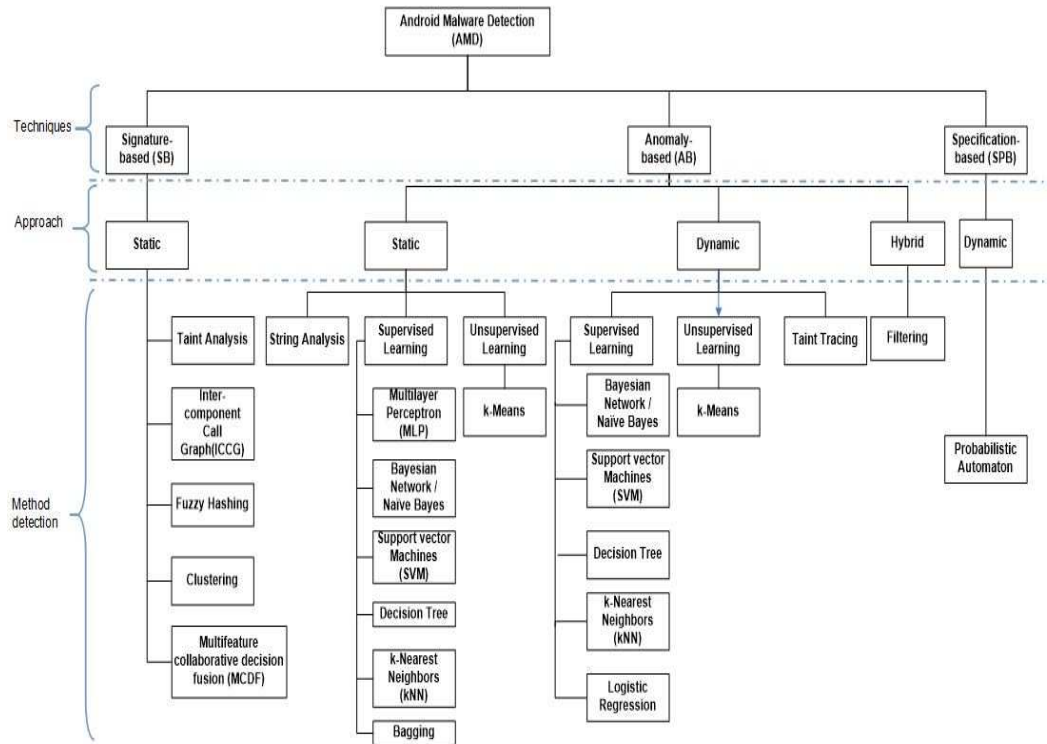 Android Malware Detection
(AMD)
Techniques
Signature-
based (SB)
Anomaly-
based (AB)
Specification-
based (SPB)
Approach
Static
Static
Dynamic
Hybrid
Dynamic
Method
detection
Taint Analysis
Inter-
component
Call
Graph(ICCG)
Fuzzy Hashing
Clustering
Multifeature
collaborative decision
fusion (MCDF)
String Analysis
Supervised
Learning
Multilayer
Perceptron
(MLP)
Bayesian
Network /
Naïve Bayes
Support vector
Machines
(SVM)
Decision Tree
k-Nearest
Neighbors
(kNN)
Bagging
Unsupervised
Learning
k-Means
Supervised
Learning
Bayesian
Network /
Naïve Bayes
Support vector
Machines
(SVM)
Decision Tree
k-Nearest
Neighbors
(kNN)
Logistic
Regression
Unsupervised
Learning
k-Means
Taint Tracing
Filtering
Probabilistic
Automaton